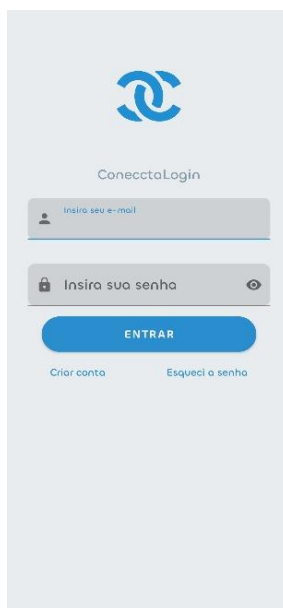 ConecctaLogin
Insira seu e-mail
Insira sua senha
ENTRAR
Criar conta Esqueci a senha